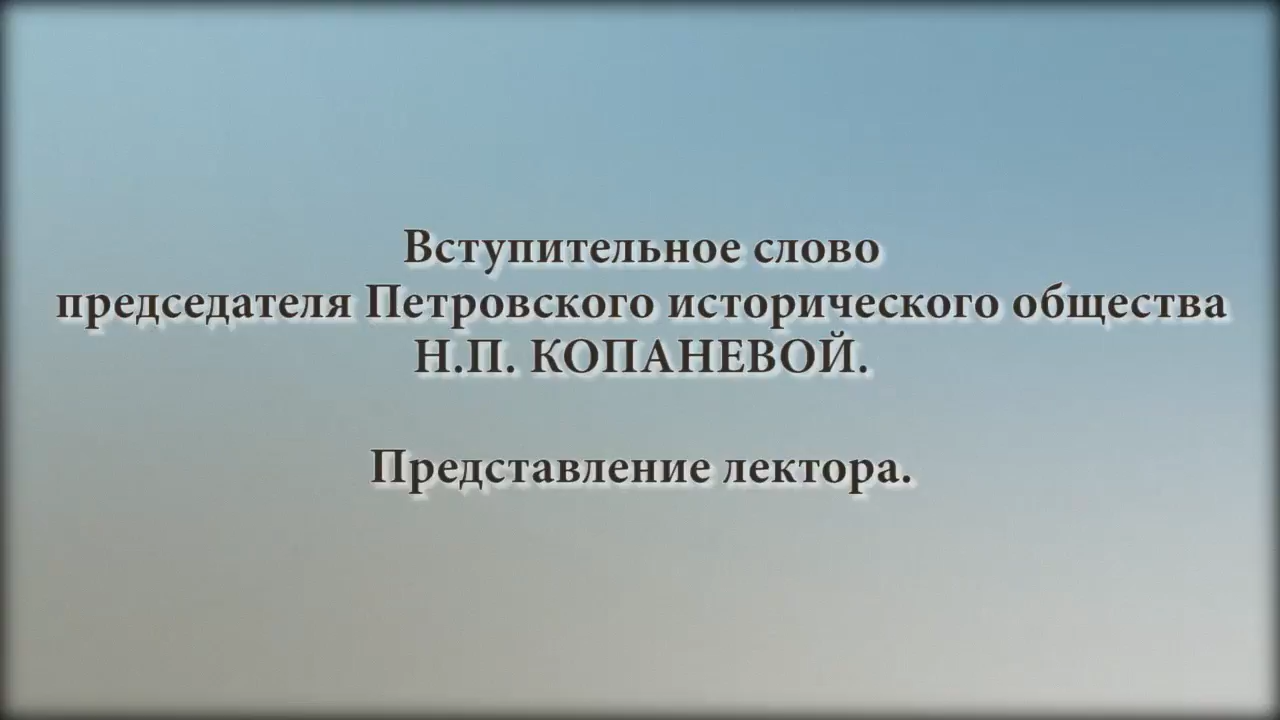 Вступительное слово
председателя Петровского исторического общества
Н.П. КОПАНЕВОЙ.
Представление лектора.